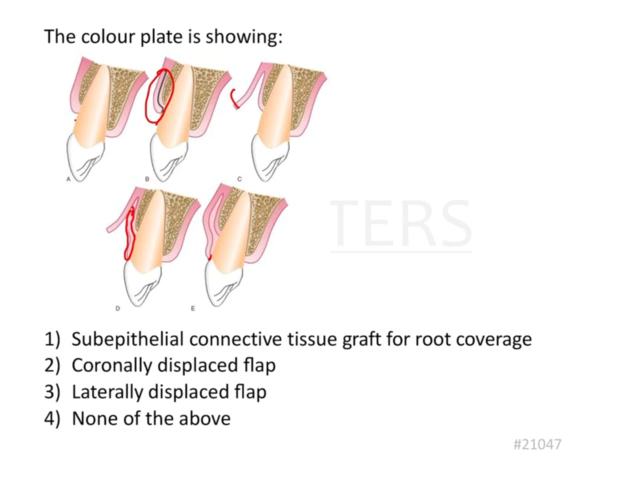 The colour plate is showing:
A
B
C
TERS
D
E
1) Subepithelial connective tissue graft for root coverage
2) Coronally displaced flap
3) Laterally displaced flap
4) None of the above
#21047